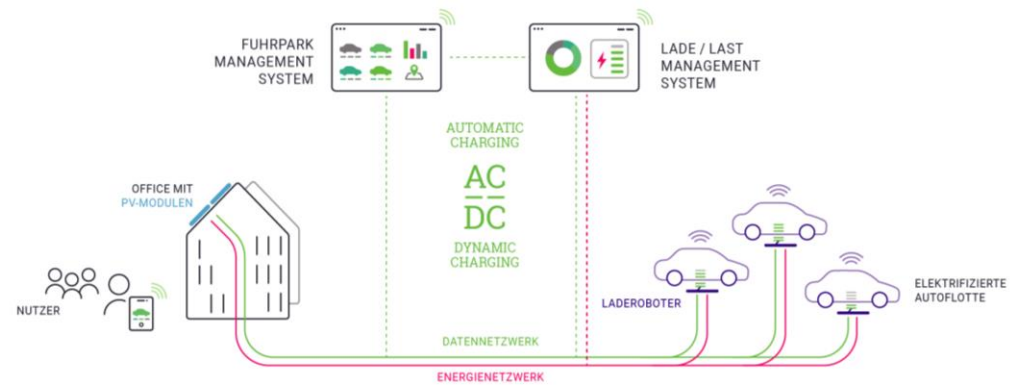 FUHRPARK
MANAGEMENT
SYSTEM
LADE / LAST
MANAGEMENT
SYSTEM
AUTOMATIC
CHARGING
AC
DC
DYNAMIC
CHARGING
OFFICE MIT
PV-MODULEN
NUTZER
LADEROBOTER
ELEKTRIFIZIERTE
AUTOFLOTTE
DATENNETZWERK
ENERGIENETZWERK